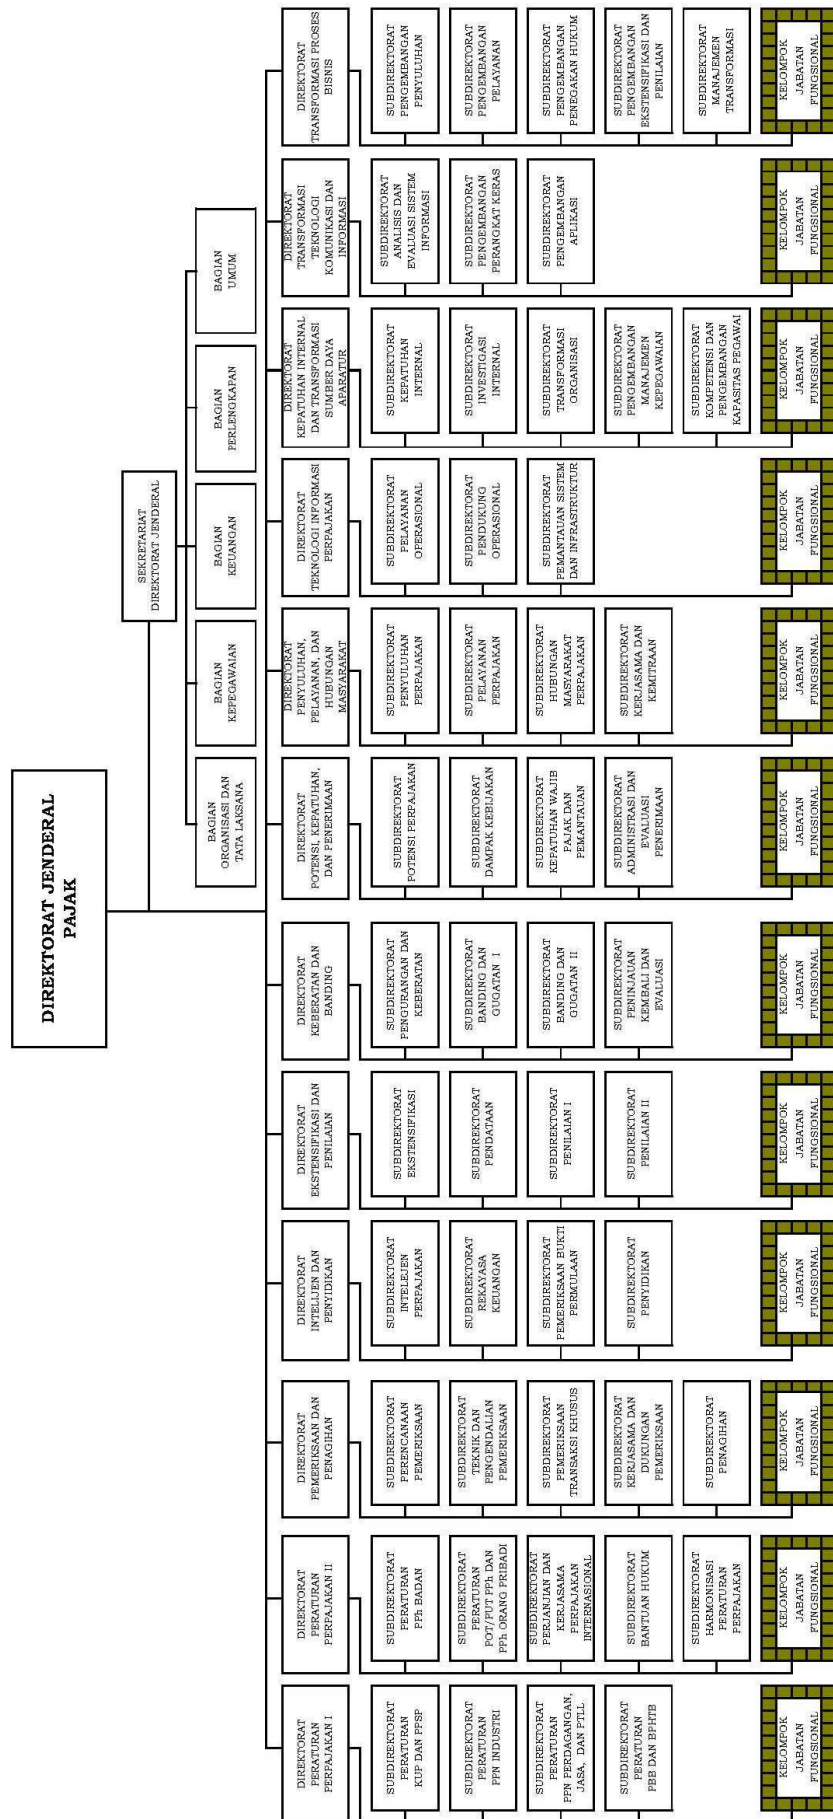 DIREKTORAT JENDERAL
PAJAK
SEKRETARIAT
DIREKTORAT JENDERAL
BAGIAN
ORGANISASI DAN
TATA LAKSANA
BAGIAN
KEPEGAWAIAN
BAGIAN
KEUANGAN
BAGIAN
PERLENGKAPAN
BAGIAN
UMUM
DIREKTORAT
PERATURAN
PERPAJAKAN I
SUBDIREKTORAT
PERATURAN
KUP DAN PPSP
SUBDIREKTORAT
PERATURAN
PPN INDUSTRI
SUBDIREKTORAT
PERATURAN
PPN PERDAGANGAN,
JASA, DAN PTLL
SUBDIREKTORAT
PERATURAN
PBB DAN BPHTB
KELOMPOK
JABATAN
FUNGSIONAL
DIREKTORAT
PERATURAN
PERPAJAKAN II
SUBDIREKTORAT
PERATURAN
PPh BADAN
SUBDIREKTORAT
PERATURAN
POT/PUT PPh DAN
PPh ORANG PRIBADI
SUBDIREKTORAT
PERJANJIAN DAN
KERJASAMA
PERPAJAKAN
INTERNASIONAL
SUBDIREKTORAT
BANTUAN HUKUM
SUBDIREKTORAT
HARMONISASI
PERATURAN
PERPAJAKAN
KELOMPOK
JABATAN
FUNGSIONAL
DIREKTORAT
PEMERIKSAAN DAN
PENAGIHAN
SUBDIREKTORAT
PERENCANAAN
PEMERIKSAAN
SUBDIREKTORAT
TEKNIK DAN
PENGENDALIAN
PEMERIKSAAN
SUBDIREKTORAT
PEMERIKSAAN
TRANSAKSI KHUSUS
SUBDIREKTORAT
KERJASAMA DAN
DUKUNGAN
PEMERIKSAAN
SUBDIREKTORAT
PENAGIHAN
KELOMPOK
JABATAN
FUNGSIONAL
DIREKTORAT
INTELIJEN DAN
PENYIDIKAN
SUBDIREKTORAT
INTELEJEN
PERPAJAKAN
SUBDIREKTORAT
REKAYASA
KEUANGAN
SUBDIREKTORAT
PEMERIKSAAN BUKTI
PERMULAAN
SUBDIREKTORAT
PENYIDIKAN
KELOMPOK
JABATAN
FUNGSIONAL
DIREKTORAT
EKSTENSIFIKASI DAN
PENILAIAN
SUBDIREKTORAT
EKSTENSIFIKASI
SUBDIREKTORAT
PENDATAAN
SUBDIREKTORAT
PENILAIAN I
SUBDIREKTORAT
PENILAIAN II
KELOMPOK
JABATAN
FUNGSIONAL
DIREKTORAT
KEBERATAN DAN
BANDING
SUBDIREKTORAT
PENGURANGAN DAN
KEBERATAN
SUBDIREKTORAT
BANDING DAN
GUGATAN I
SUBDIREKTORAT
BANDING DAN
GUGATAN II
SUBDIREKTORAT
PENINJAUAN
KEMBALI DAN
EVALUASI
KELOMPOK
JABATAN
FUNGSIONAL
DIREKTORAT
POTENSI, KEPATUHAN,
DAN PENERIMAAN
SUBDIREKTORAT
POTENSI PERPAJAKAN
SUBDIREKTORAT
DAMPAK KEBIJAKAN
SUBDIREKTORAT
KEPATUHAN WAJIB
PAJAK DAN
PEMANTAUAN
SUBDIREKTORAT
ADMINISTRASI DAN
EVALUASI
PENERIMAAN
KELOMPOK
JABATAN
FUNGSIONAL
DIREKTORAT
PENYULUHAN,
PELAYANAN, DAN
HUBUNGAN
MASYARAKAT
SUBDIREKTORAT
PENYULUHAN
PERPAJAKAN
SUBDIREKTORAT
PELAYANAN
PERPAJAKAN
SUBDIREKTORAT
HUBUNGAN
MASYARAKAT
PERPAJAKAN
SUBDIREKTORAT
KERJASAMA DAN
KEMITRAAN
KELOMPOK
JABATAN
FUNGSIONAL
DIREKTORAT
TEKNOLOGI INFORMASI
PERPAJAKAN
SUBDIREKTORAT
PELAYANAN
OPERASIONAL
SUBDIREKTORAT
PENDUKUNG
OPERASIONAL
SUBDIREKTORAT
PEMANTAUAN SISTEM
DAN INFRASTRUKTUR
KELOMPOK
JABATAN
FUNGSIONAL
DIREKTORAT
KEPATUHAN INTERNAL
DAN TRANSFORMASI
SUMBER DAYA
APARATUR
SUBDIREKTORAT
KEPATUHAN
INTERNAL
SUBDIREKTORAT
INVESTIGASI
INTERNAL
SUBDIREKTORAT
TRANSFORMASI
ORGANISASI
SUBDIREKTORAT
PENGEMBANGAN
MANAJEMEN
KEPEGAWAIAN
SUBDIREKTORAT
KOMPETENSI DAN
PENGEMBANGAN
KAPASITAS PEGAWAI
KELOMPOK
JABATAN
FUNGSIONAL
DIREKTORAT
TRANSFORMASI
TEKNOLOGI
KOMUNIKASI DAN
INFORMASI
SUBDIREKTORAT
ANALISIS DAN
EVALUASI SISTEM
INFORMASI
SUBDIREKTORAT
PENGEMBANGAN
PERANGKAT KERAS
SUBDIREKTORAT
PENGEMBANGAN
APLIKASI
KELOMPOK
JABATAN
FUNGSIONAL
DIREKTORAT
TRANSFORMASI PROSES
BISNIS
SUBDIREKTORAT
PENGEMBANGAN
PENYULUHAN
SUBDIREKTORAT
PENGEMBANGAN
PELAYANAN
SUBDIREKTORAT
PENGEMBANGAN
PENEGAKAN HUKUM
SUBDIREKTORAT
PENGEMBANGAN
EKSTENSIFIKASI DAN
PENILAIAN
SUBDIREKTORAT
MANAJEMEN
TRANSFORMASI
KELOMPOK
JABATAN
FUNGSIONAL